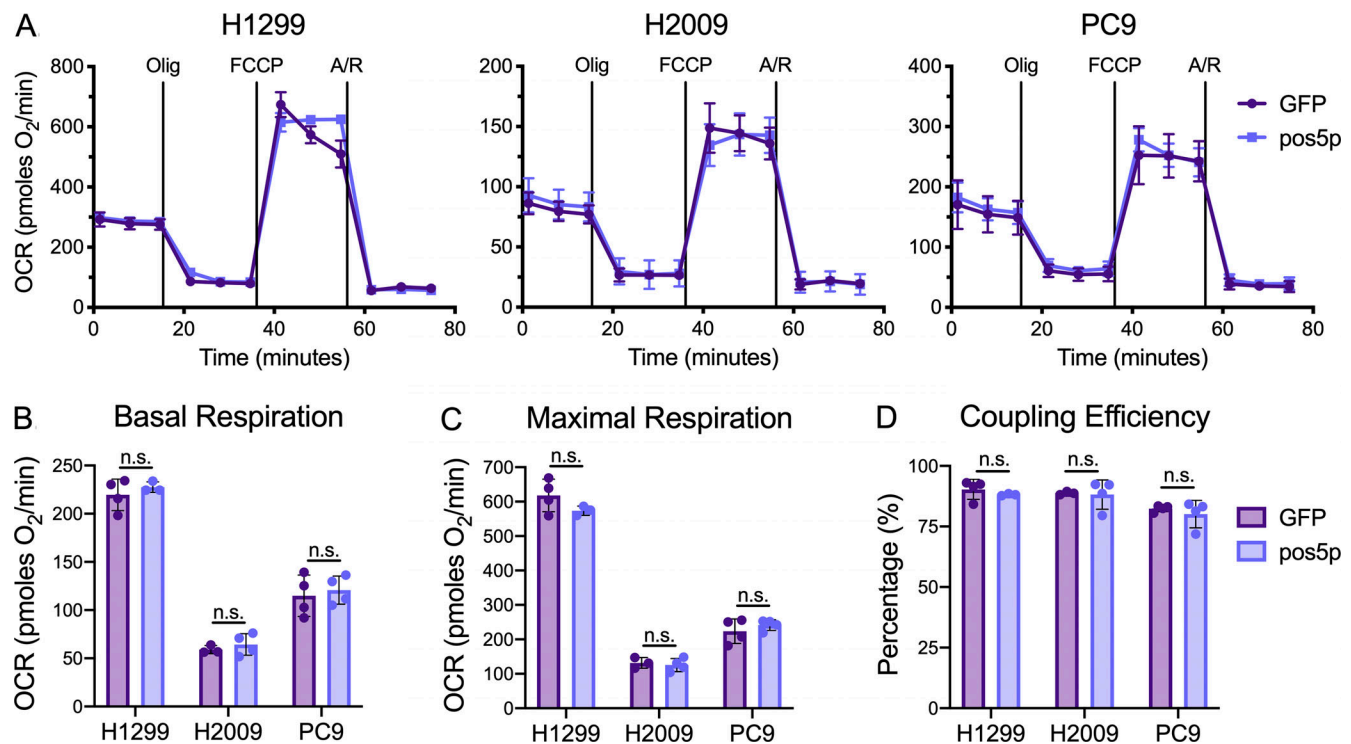 A.
H1299
H2009
PC9
Olig
FCCP
A/R
Olig
FCCP
A/R
Olig
FCCP
A/R
OCR (pmoles O2/min)
800
600
400
200
0
200
150
100
50
0
400
300
200
100
0
GFP
pos5p
0
20
40
60
80
0
20
40
60
80
0
20
40
60
80
Time (minutes)
Time (minutes)
Time (minutes)
B.
Basal Respiration
OCR (pmoles O2/min)
250
200
150
100
50
0
n.s.
n.s.
n.s.
H1299
H2009
PC9
C
Maximal Respiration
OCR (pmoles O2/min)
700
600
500
400
300
200
100
0
n.s.
n.s.
n.s.
H1299
H2009
PC9
D
Coupling Efficiency
Percentage (%)
100
75
50
25
0
n.s.
n.s.
n.s.
H1299
H2009
PC9
GFP
pos5p